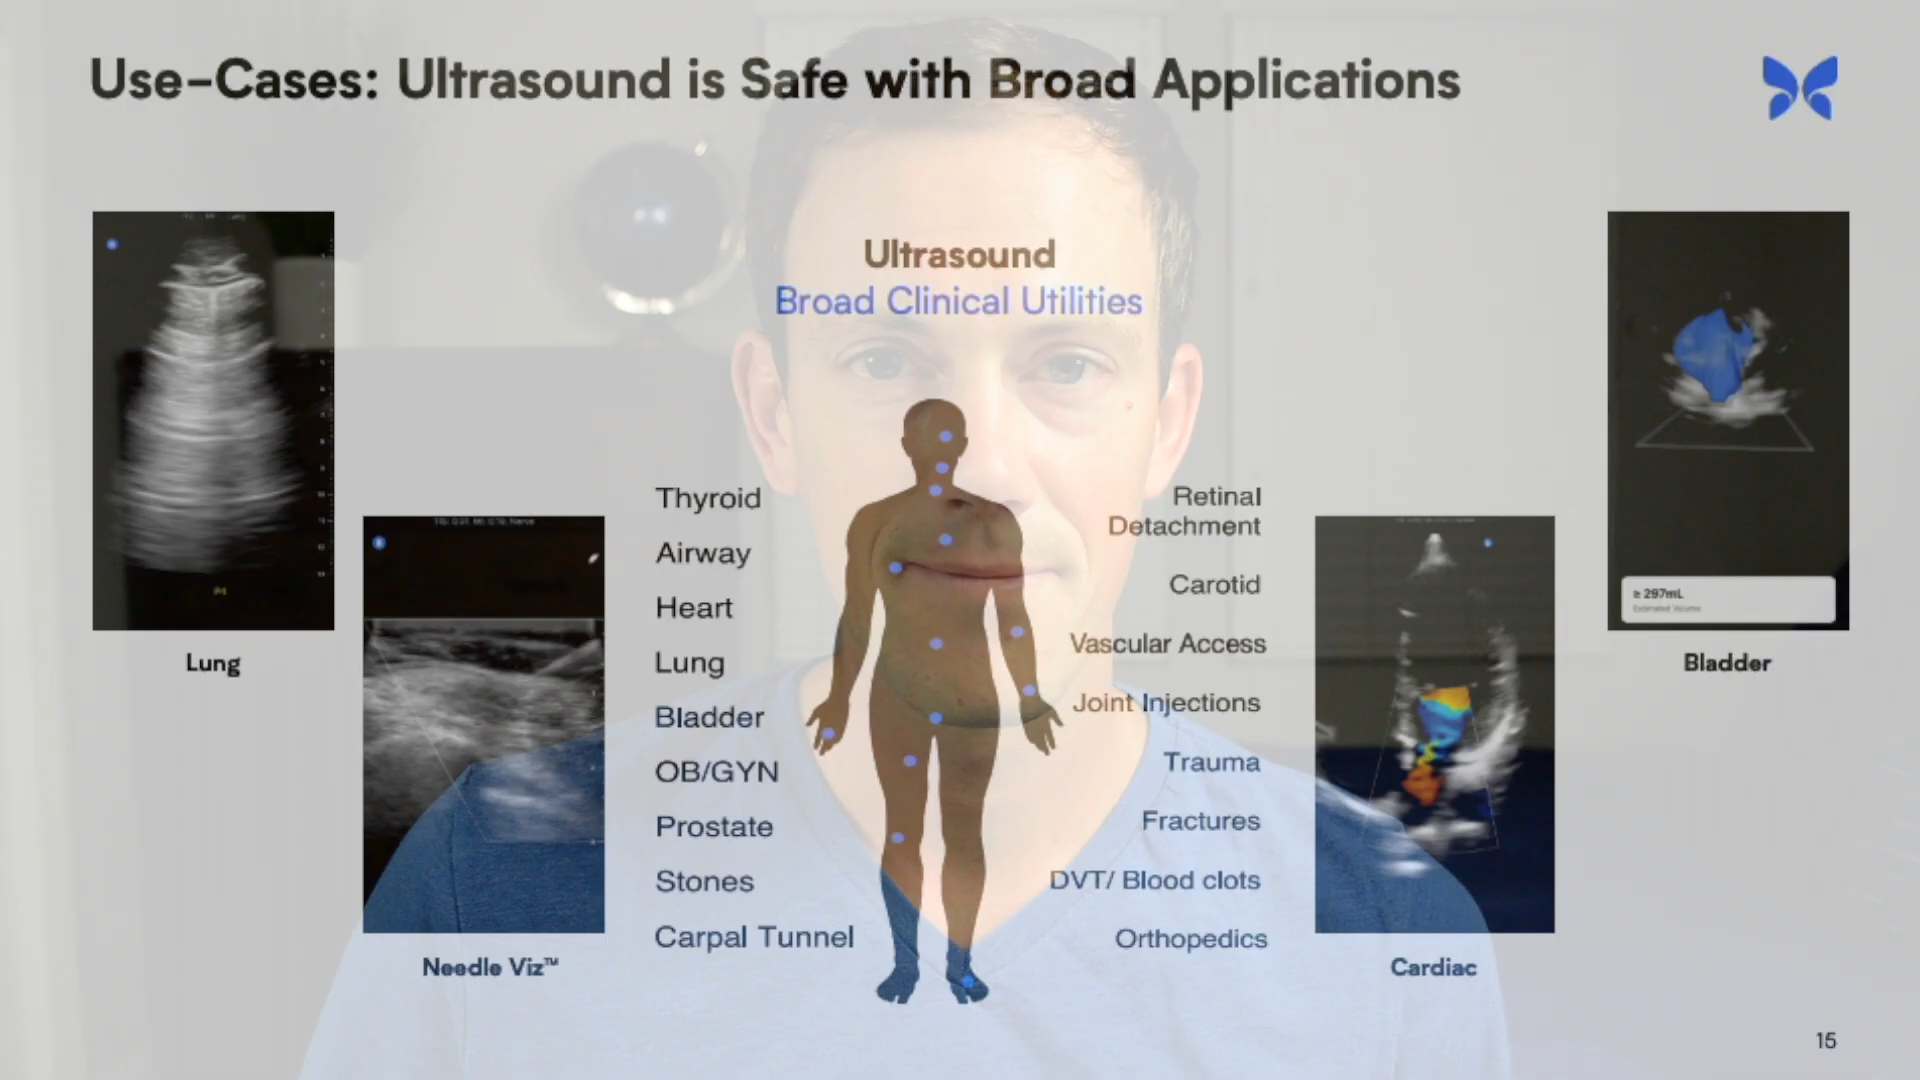 Use-Cases: Ultrasound is Safe with Broad Applications
Ultrasound
Broad Clinical Utilities
Lung
Needle Viz™
Thyroid
Airway
Heart
Lung
Bladder
OB/GYN
Prostate
Stones
Carpal Tunnel
Retinal
Detachment
Carotid
Vascular Access
Joint Injections
Trauma
Fractures
DVT/ Blood clots
Orthopedics
Cardiac
297mL
Estimated Volume
Bladder
15